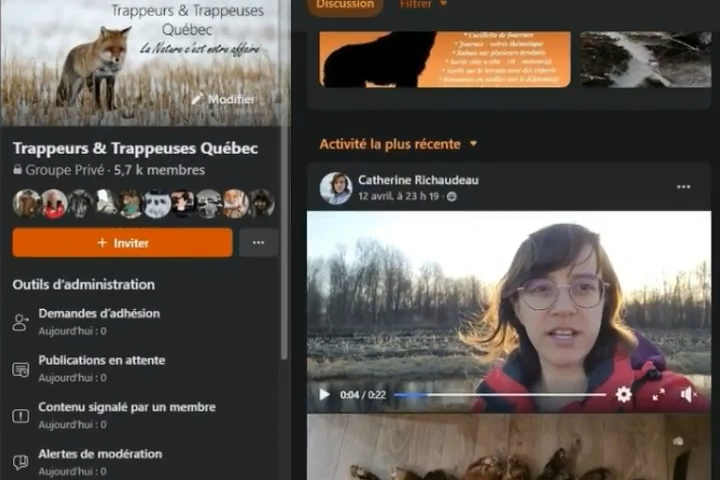 Trappeurs & Trappeuses
Québec
La Nature c'est notre affaire
Modifier
Trappeurs & Trappeuses Québec
Groupe Privé · 5,7 k membres
+ Inviter
Outils d'administration
Demandes d'adhésion
Aujourd'hui : 0
Publications en attente
Aujourd'hui : 0
Contenu signalé par un membre
Aujourd'hui : 0
Alertes de modération
Aujourd'hui : 0
Discussion
Filtrer
Activité la plus récente
Catherine Richaudeau
12 avril, à 23 h 19
0:04 / 0:22